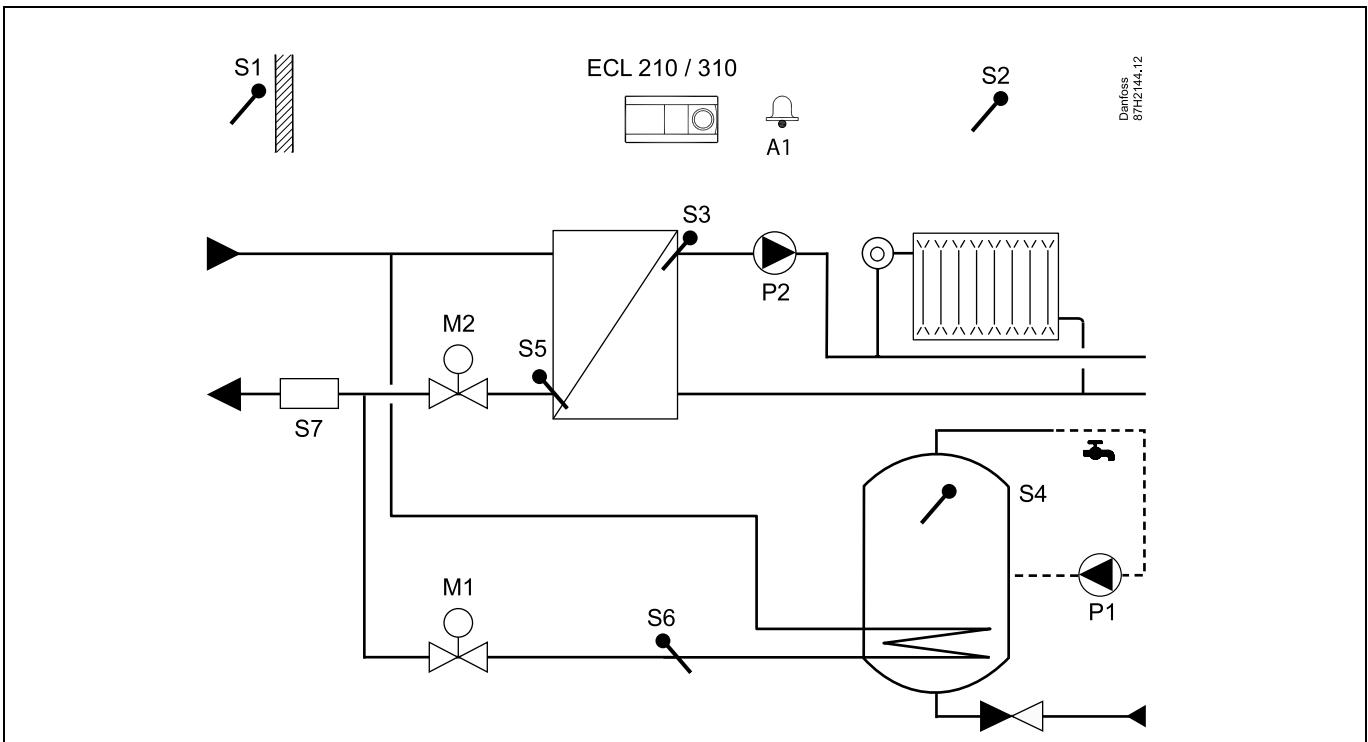 S1
ECL 210 / 310
S2
Danfoss
87H2144.12
A1
S3
P2
M2
S5
S7
S4
M1
S6
P1